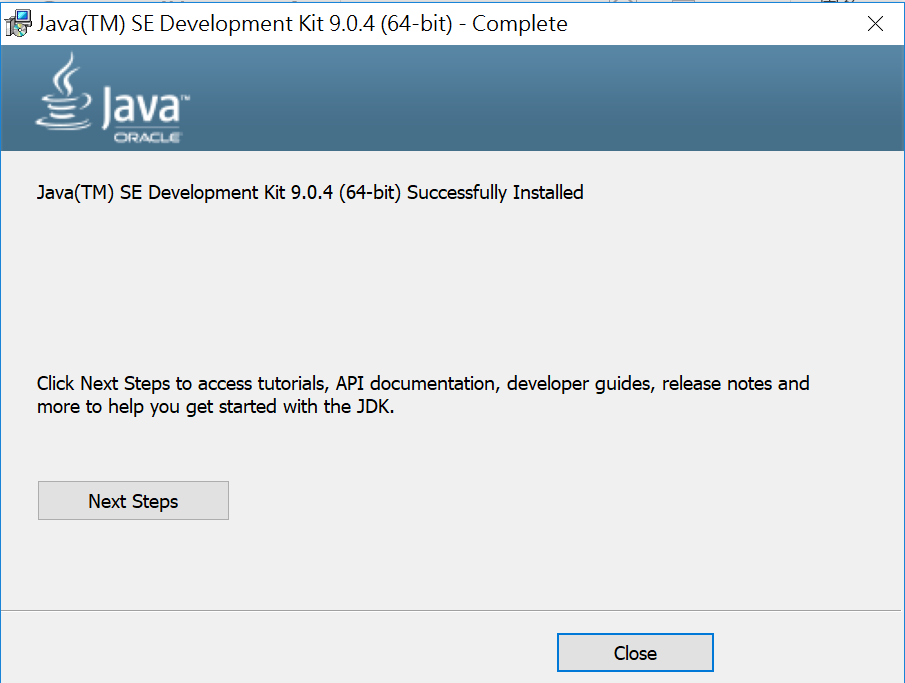 Java(TM) SE Development Kit 9.0.4 (64-bit) - Complete
Java™
ORACLE
Java(TM) SE Development Kit 9.0.4 (64-bit) Successfully Installed
Click Next Steps to access tutorials, API documentation, developer guides, release notes and
more to help you get started with the JDK.
Next Steps
Close